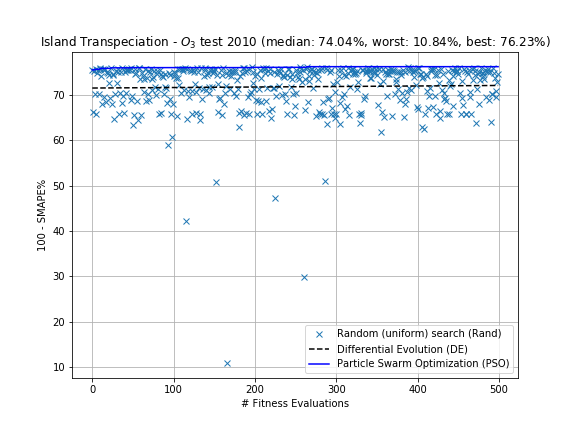 Island Transpeciation - O₃ test 2010 (median: 74.04%, worst: 10.84%, best: 76.23%)
100 - SMAPE%
70
60
50
40
30
20
10
0 100 200 300 400 500
# Fitness Evaluations
Random (uniform) search (Rand)
Differential Evolution (DE)
Particle Swarm Optimization (PSO)